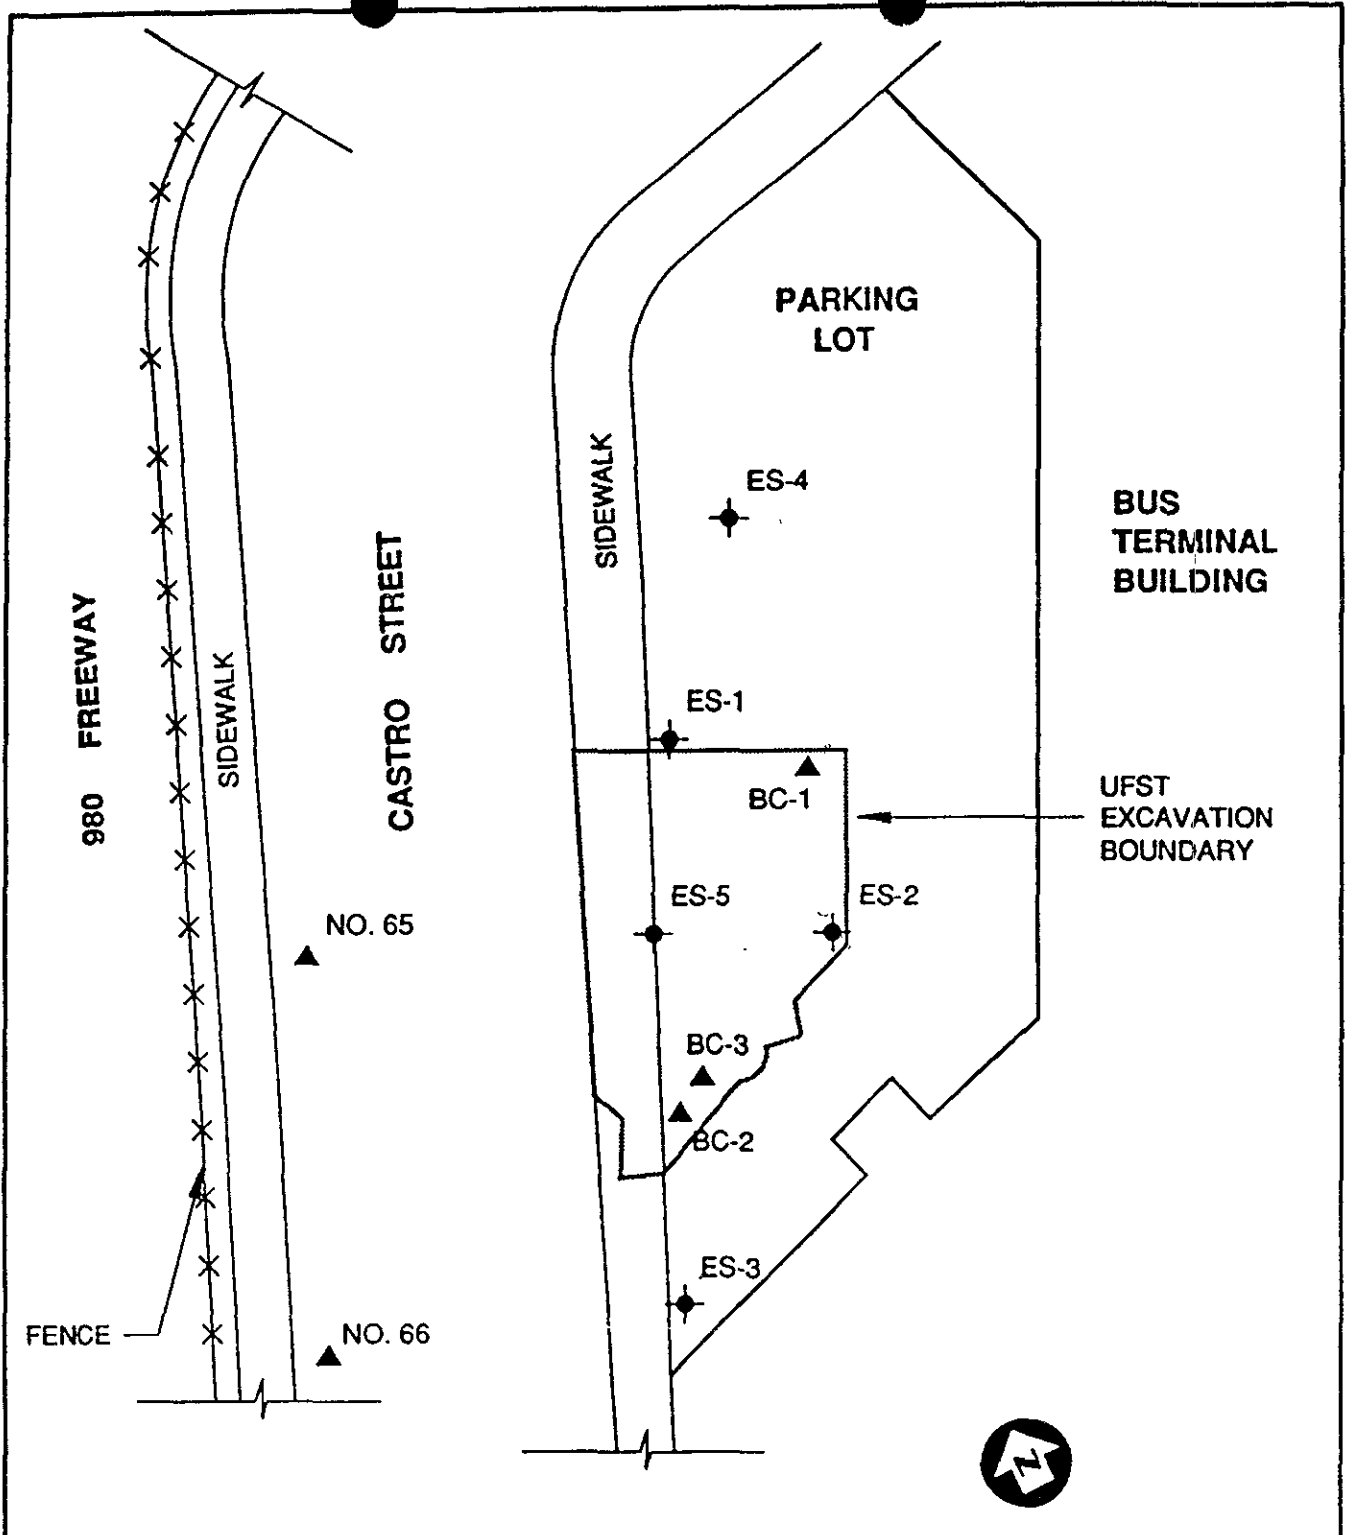 PARKING
LOT
SIDEWALK
ES-4
BUS
TERMINAL
BUILDING
980 FREEWAY
SIDEWALK
CASTRO STREET
ES-1
BC-1
UFST
EXCAVATION
BOUNDARY
ES-5
ES-2
NO. 65
BC-3
BC-2
ES-3
FENCE
NO. 66
N